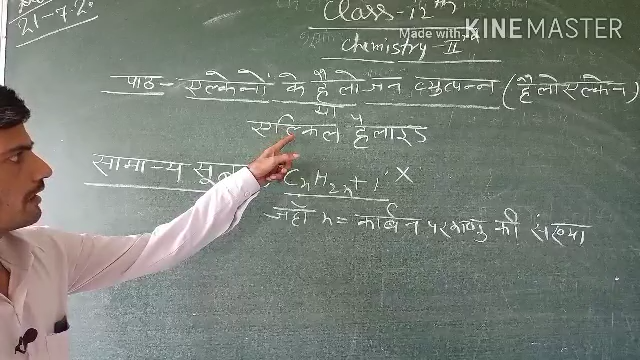 21-7.2
Class-12th
Made with KINEMASTER
Chemistry-II
पाठ- एल्केनों के हैलोजन व्युत्पन्न (हैलोएल्केन)
या
एल्किल हैलाइड
सामान्य सूत्र CnH2n+1 X
जहाँ n = कार्बन परमाणु की संख्या